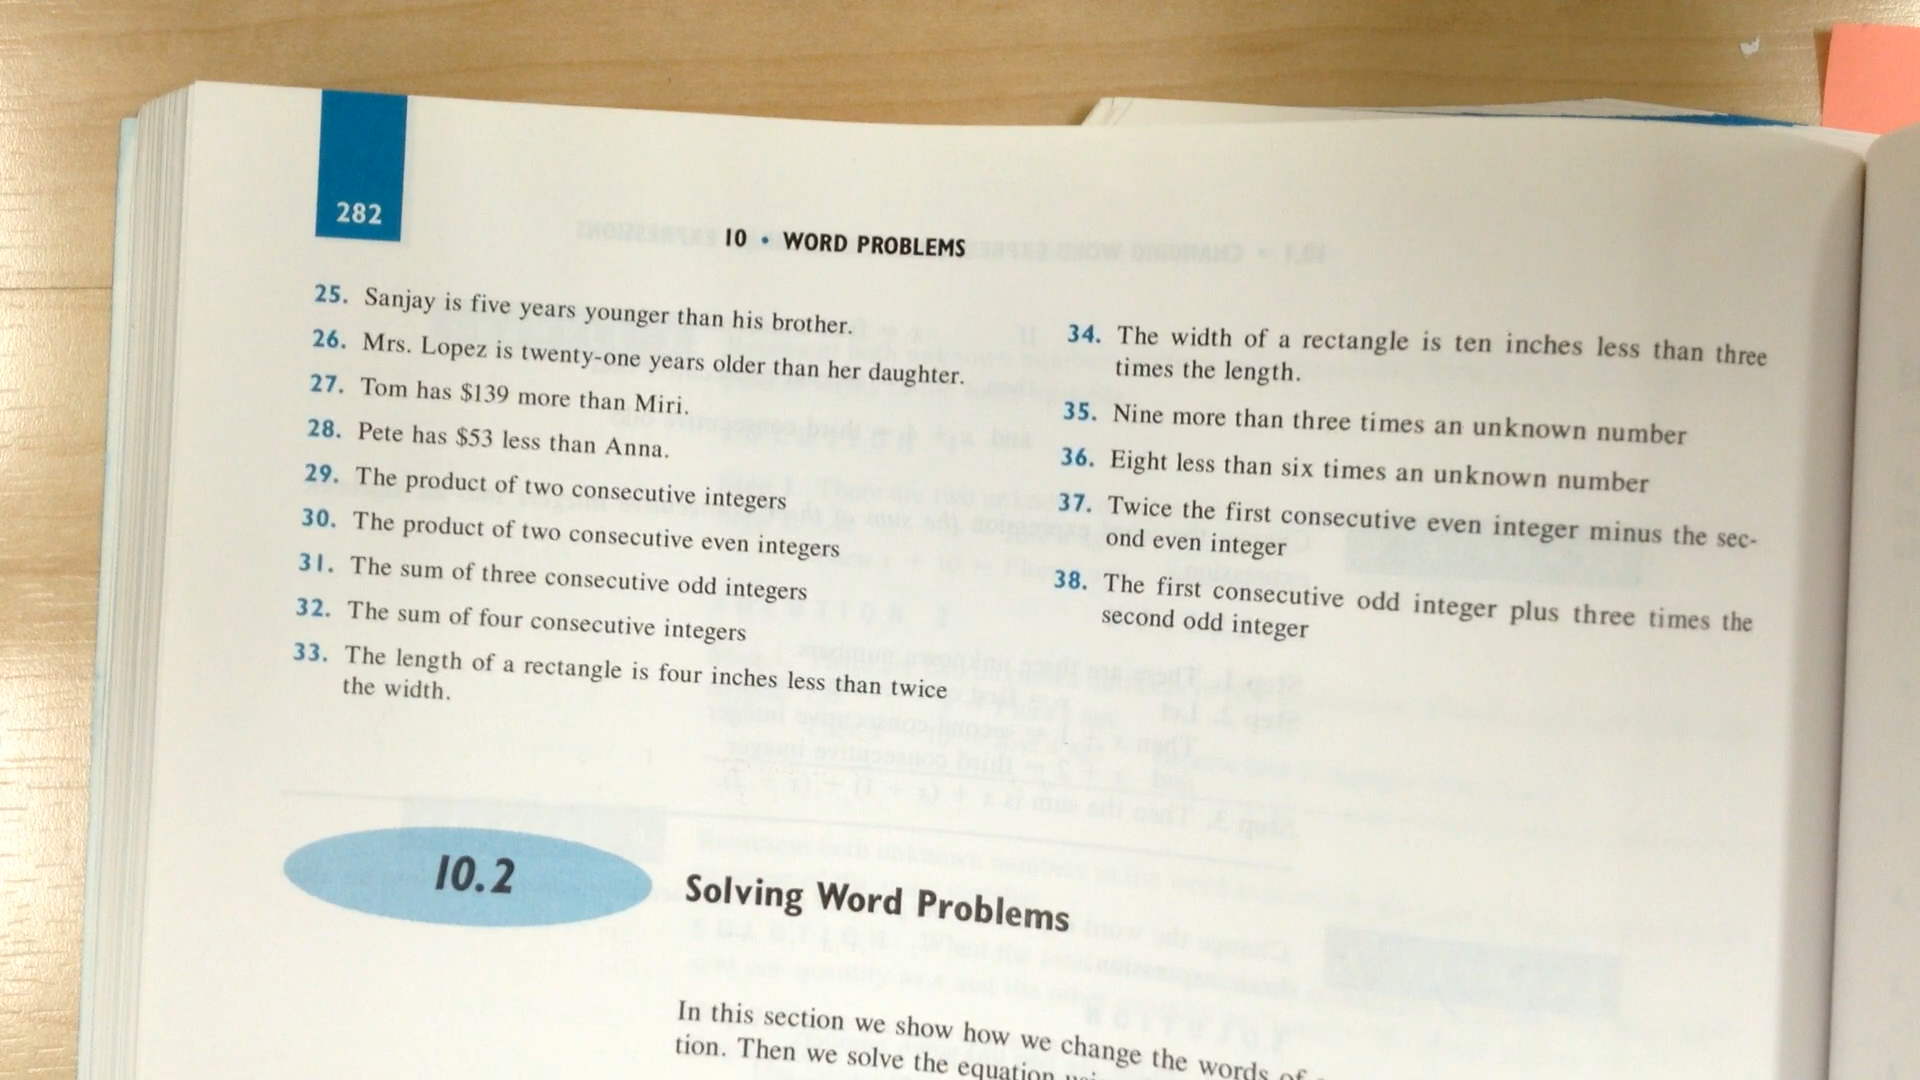 282
10 • WORD PROBLEMS
25. Sanjay is five years younger than his brother.
26. Mrs. Lopez is twenty-one years older than her daughter.
27. Tom has $139 more than Miri.
28. Pete has $53 less than Anna.
29. The product of two consecutive integers
30. The product of two consecutive even integers
31. The sum of three consecutive odd integers
32. The sum of four consecutive integers
33. The length of a rectangle is four inches less than twice
the width.
34. The width of a rectangle is ten inches less than three
times the length.
35. Nine more than three times an unknown number
36. Eight less than six times an unknown number
37. Twice the first consecutive even integer minus the sec-
ond even integer
38. The first consecutive odd integer plus three times the
second odd integer
10.2
Solving Word Problems
In this section we show how we change the words of
tion. Then we solve the equation